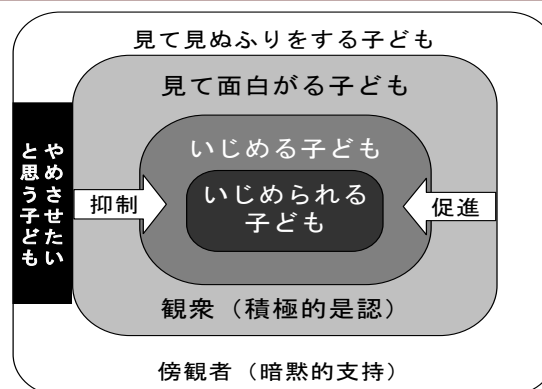 見て見ぬふりをする子ども
見て面白がる子ども
いじめる子ども
いじめられる
子ども
やめさせたい
と思う子ども
抑制
促進
観衆（積極的是認）
傍観者（暗黙的支持）